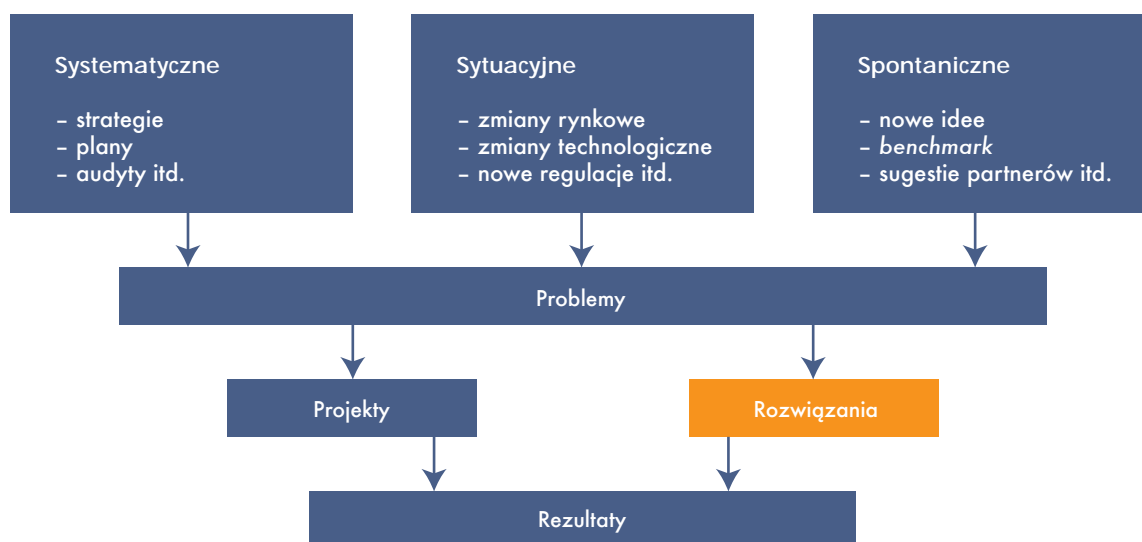 Systematyczne
– strategie
– plany
– audyty itd.
Sytuacyjne
– zmiany rynkowe
– zmiany technologiczne
– nowe regulacje itd.
Spontaniczne
– nowe idee
– benchmark
– sugestie partnerów itd.
Problemy
Projekty
Rozwiązania
Rezultaty